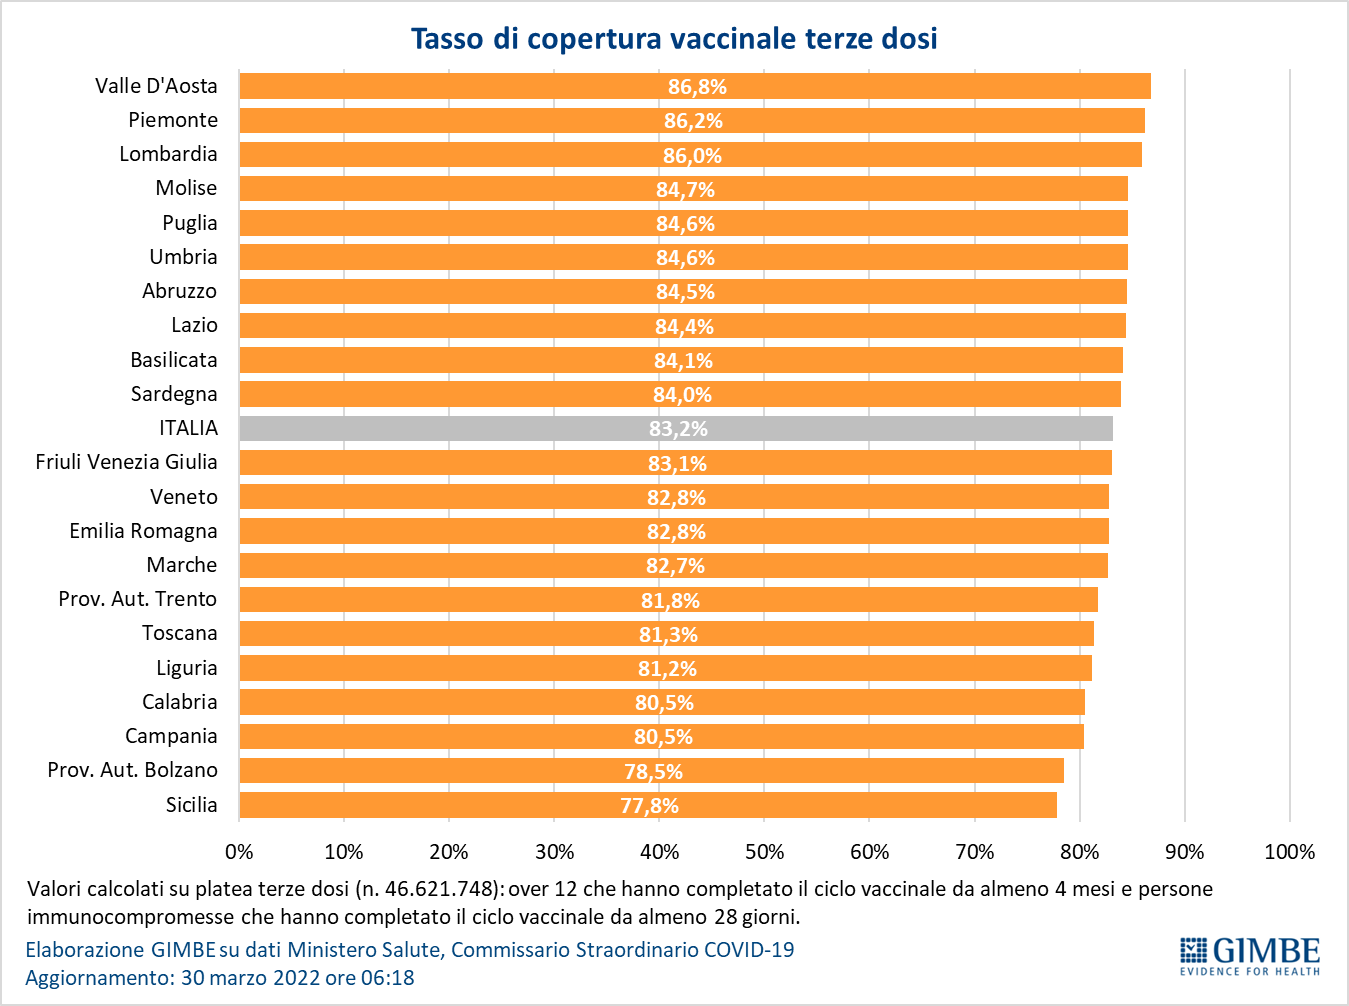 Tasso di copertura vaccinale terze dosi
Valle D'Aosta 86,8%
Piemonte 86,2%
Lombardia 86,0%
Molise 84,7%
Puglia 84,6%
Umbria 84,6%
Abruzzo 84,5%
Lazio 84,4%
Basilicata 84,1%
Sardegna 84,0%
ITALIA 83,2%
Friuli Venezia Giulia 83,1%
Veneto 82,8%
Emilia Romagna 82,8%
Marche 82,7%
Prov. Aut. Trento 81,8%
Toscana 81,3%
Liguria 81,2%
Calabria 80,5%
Campania 80,5%
Prov. Aut. Bolzano 78,5%
Sicilia 77,8%
0% 10% 20% 30% 40% 50% 60% 70% 80% 90% 100%
Valori calcolati su platea terze dosi (n. 46.621.748): over 12 che hanno completato il ciclo vaccinale da almeno 4 mesi e persone
immunocompromesse che hanno completato il ciclo vaccinale da almeno 28 giorni.
Elaborazione GIMBE su dati Ministero Salute, Commissario Straordinario COVID-19
Aggiornamento: 30 marzo 2022 ore 06:18
GIMBE
EVIDENCE FOR HEALTH